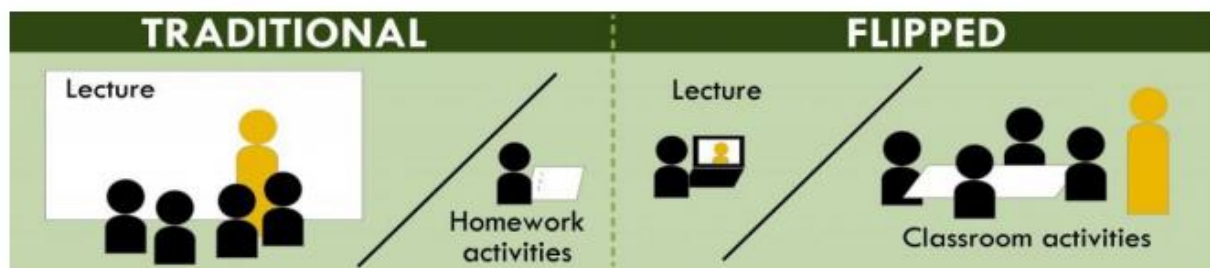 TRADITIONAL
Lecture
Homework
activities
FLIPPED
Lecture
Classroom activities